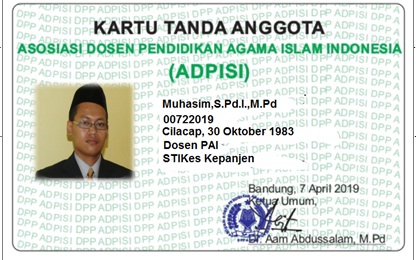 KARTU TANDA ANGGOTA
ASOSIASI DOSEN PENDIDIKAN AGAMA ISLAM INDONESIA
(ADPISI)
Muhasim,S.Pd.I.,M.Pd
00722019
Cilacap, 30 Oktober 1983
Dosen PAI
STIKes Kepanjen
Bandung, 7 April 2019
Ketua Umum,
Dr. Aam Abdussalam, M.Pd